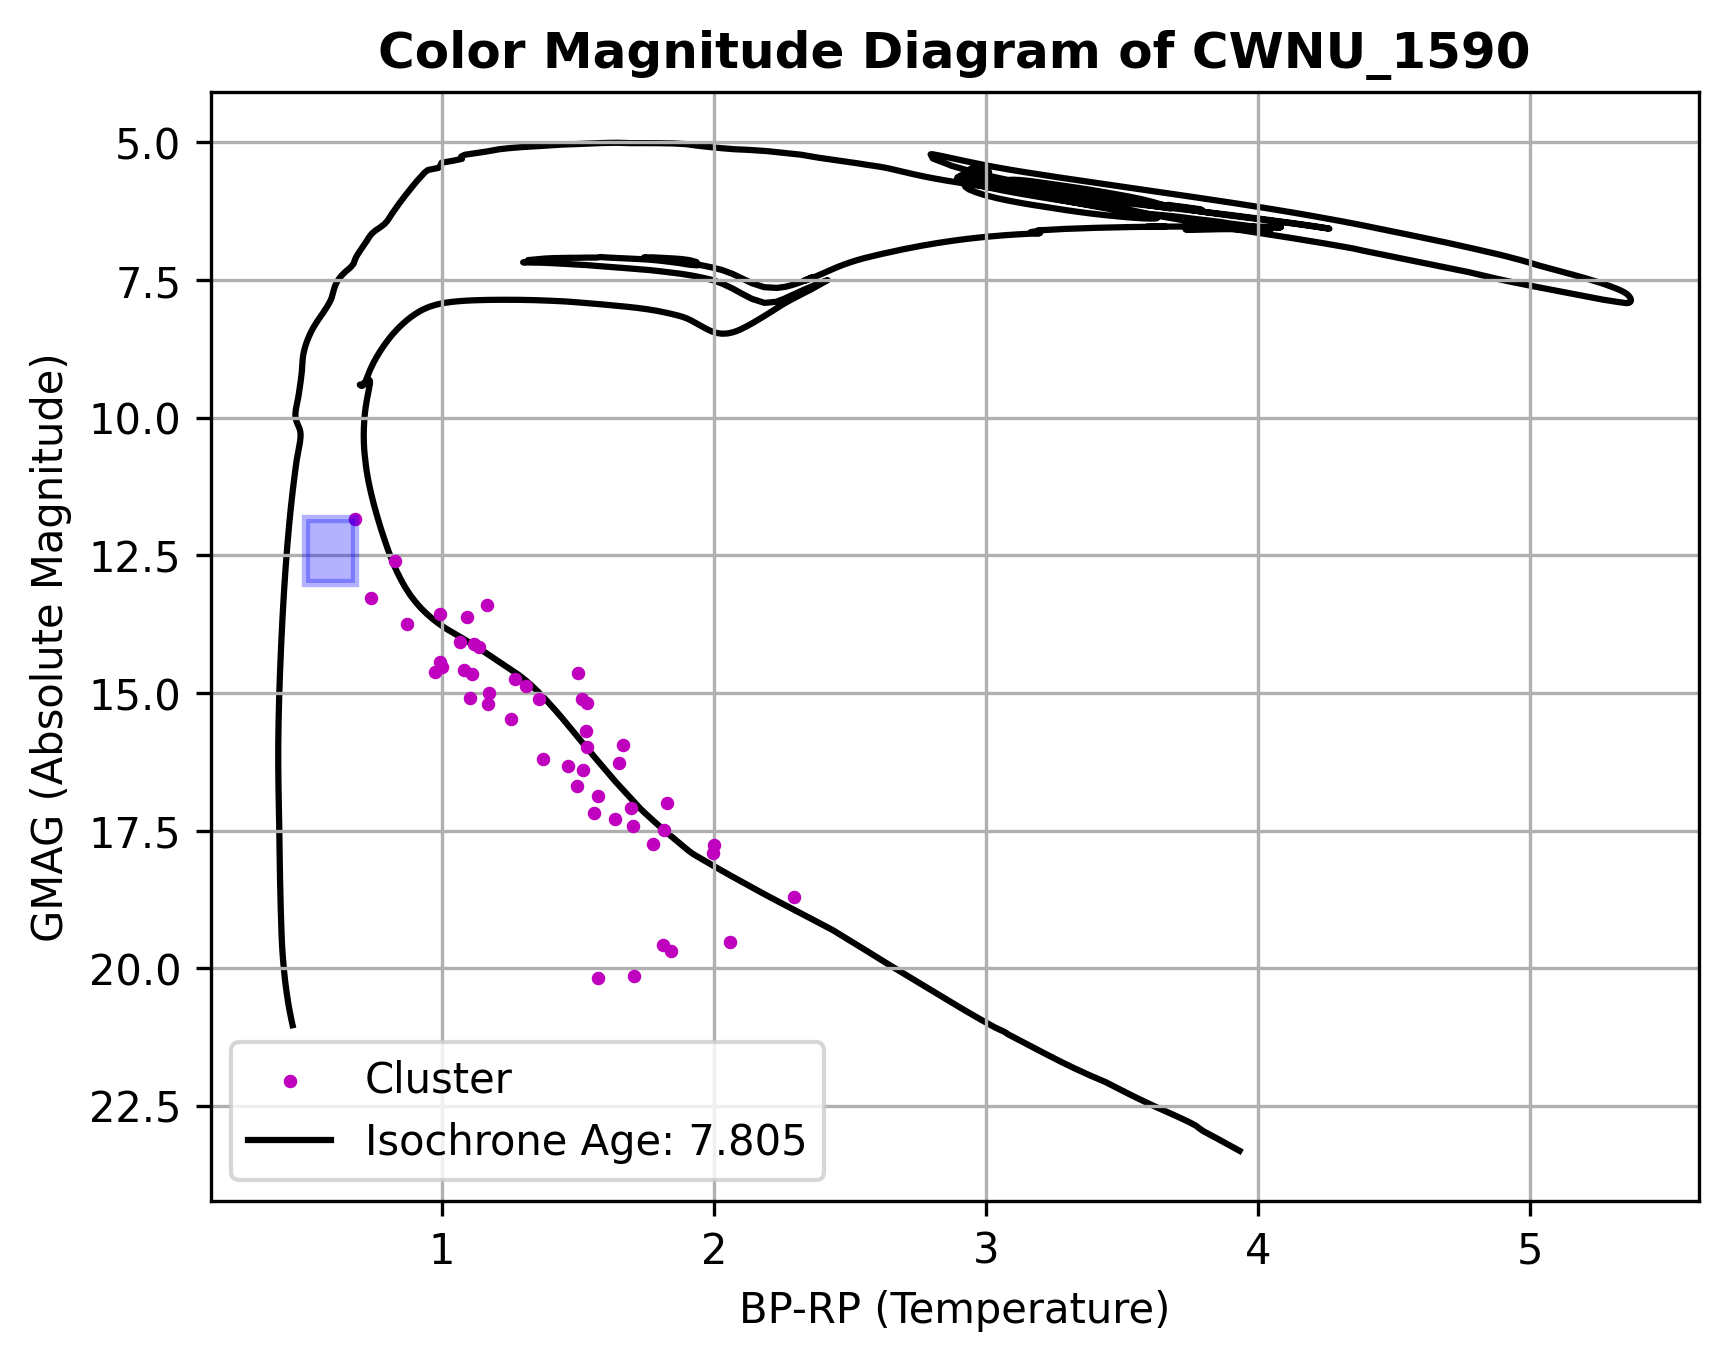 Color Magnitude Diagram of CWNU_1590
GMAG (Absolute Magnitude)
5.0
7.5
10.0
12.5
15.0
17.5
20.0
22.5
Cluster
Isochrone Age: 7.805
1 2 3 4 5
BP-RP (Temperature)